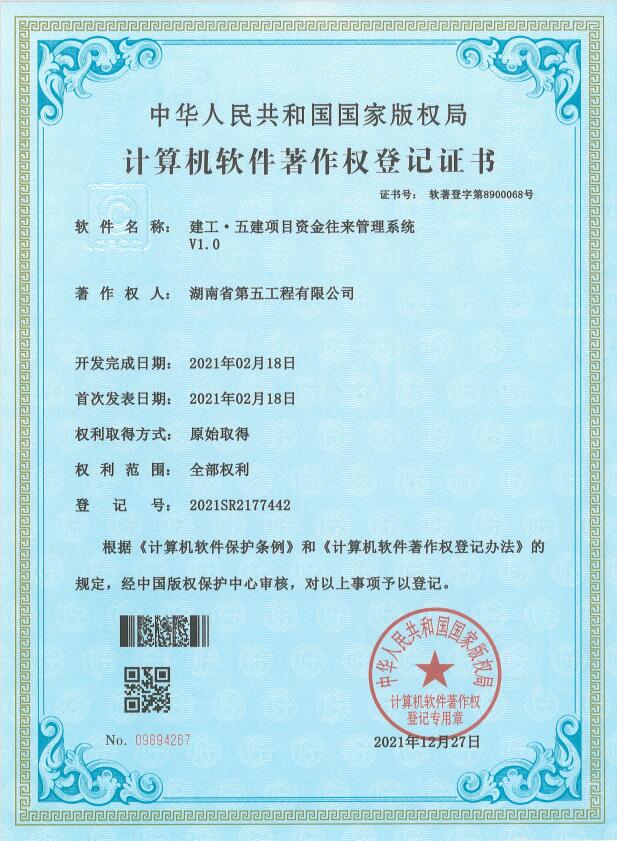 中华人民共和国国家版权局
计算机软件著作权登记证书
证书号： 软著登字第8900068号
软件名称： 建工·五建项目资金往来管理系统
V1.0
CPCC
著作权人： 湖南省第五工程有限公司
开发完成日期： 2021年02月18日
首次发表日期： 2021年02月18日
权利取得方式： 原始取得
权利范围： 全部权利
登记号： 2021SR2177442
根据《计算机软件保护条例》和《计算机软件著作权登记办法》的
规定，经中国版权保护中心审核，对以上事项予以登记。
中华人民共和国国家版权局
计算机软件著作权
登记专用章
No. 09894267
2021年12月27日